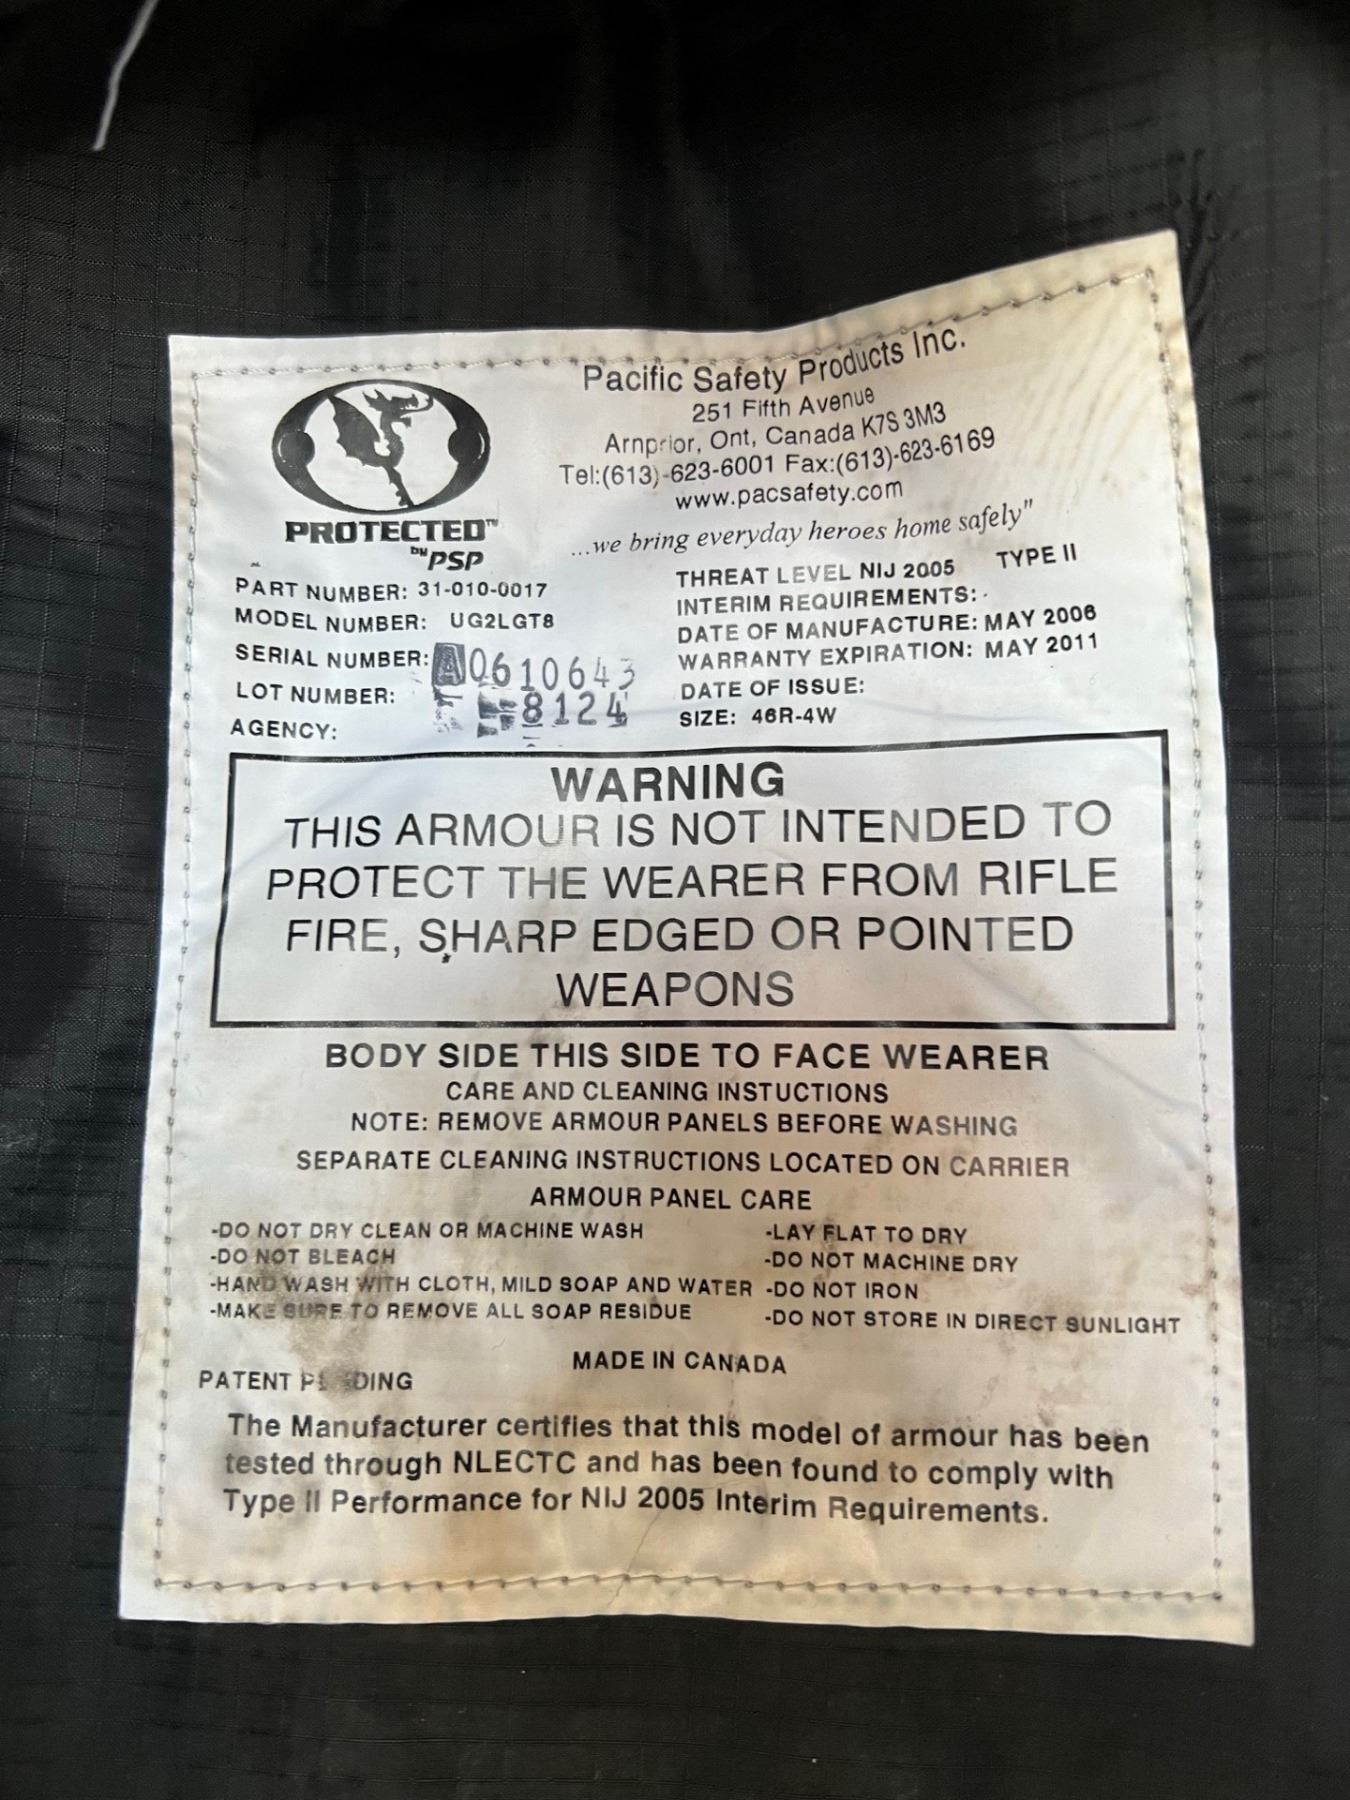 Pacific Safety Products Inc.
251 Fifth Avenue
Arnprior, Ont, Canada K7S 3M3
Tel:(613)-623-6001 Fax:(613)-623-6169
www.pacsafety.com
...we bring everyday heroes home safely"
PROTECTED™
BY PSP
PART NUMBER: 31-010-0017
MODEL NUMBER: UG2LGT8
SERIAL NUMBER: A0610643
LOT NUMBER: 8124
AGENCY:
THREAT LEVEL NIJ 2005 TYPE II
INTERIM REQUIREMENTS:
DATE OF MANUFACTURE: MAY 2006
WARRANTY EXPIRATION: MAY 2011
DATE OF ISSUE:
SIZE: 46R-4W
WARNING
THIS ARMOUR IS NOT INTENDED TO
PROTECT THE WEARER FROM RIFLE
FIRE, SHARP EDGED OR POINTED
WEAPONS
BODY SIDE THIS SIDE TO FACE WEARER
CARE AND CLEANING INSTUCTIONS
NOTE: REMOVE ARMOUR PANELS BEFORE WASHING
SEPARATE CLEANING INSTRUCTIONS LOCATED ON CARRIER
ARMOUR PANEL CARE
-DO NOT DRY CLEAN OR MACHINE WASH
-DO NOT BLEACH
-HAND WASH WITH CLOTH, MILD SOAP AND WATER
-MAKE SURE TO REMOVE ALL SOAP RESIDUE
-LAY FLAT TO DRY
-DO NOT MACHINE DRY
-DO NOT IRON
-DO NOT STORE IN DIRECT SUNLIGHT
MADE IN CANADA
PATENT PENDING
The Manufacturer certifies that this model of armour has been
tested through NLECTC and has been found to comply with
Type II Performance for NIJ 2005 Interim Requirements.